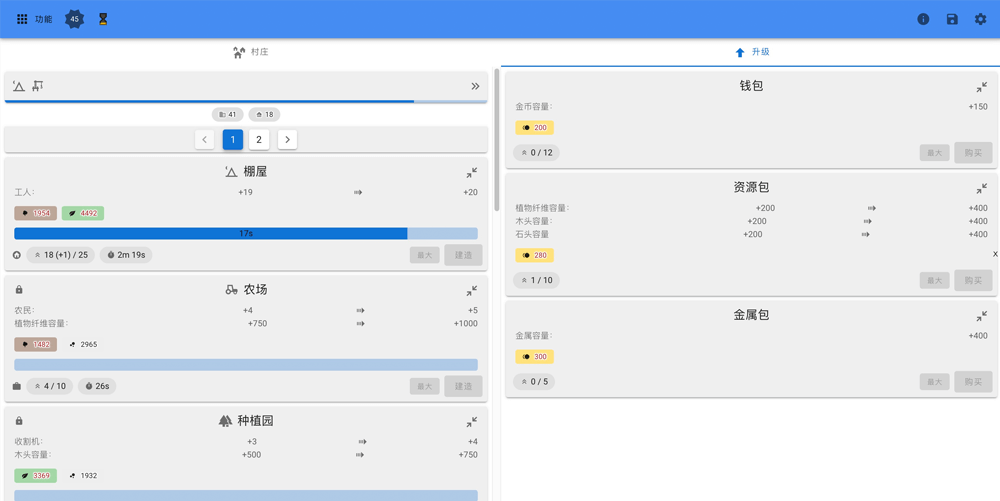 功能 45
村庄
升级
41 18
1 2
棚屋
工人: +19 +20
1954 4492
17s
18 (+1) / 25 2m 19s 最大 建造
农场
农民: +4 +5
植物纤维容量: +750 +1000
1482 2965
4 / 10 26s 最大 建造
种植园
收割机: +3 +4
木头容量: +500 +750
3369 1932
钱包
金币容量: +150
200
0 / 12 最大 购买
资源包
植物纤维容量: +200 +400
木头容量: +200 +400
石头容量 +200 +400
280
1 / 10 最大 购买
金属包
金属容量: +400
300
0 / 5 最大 购买
X